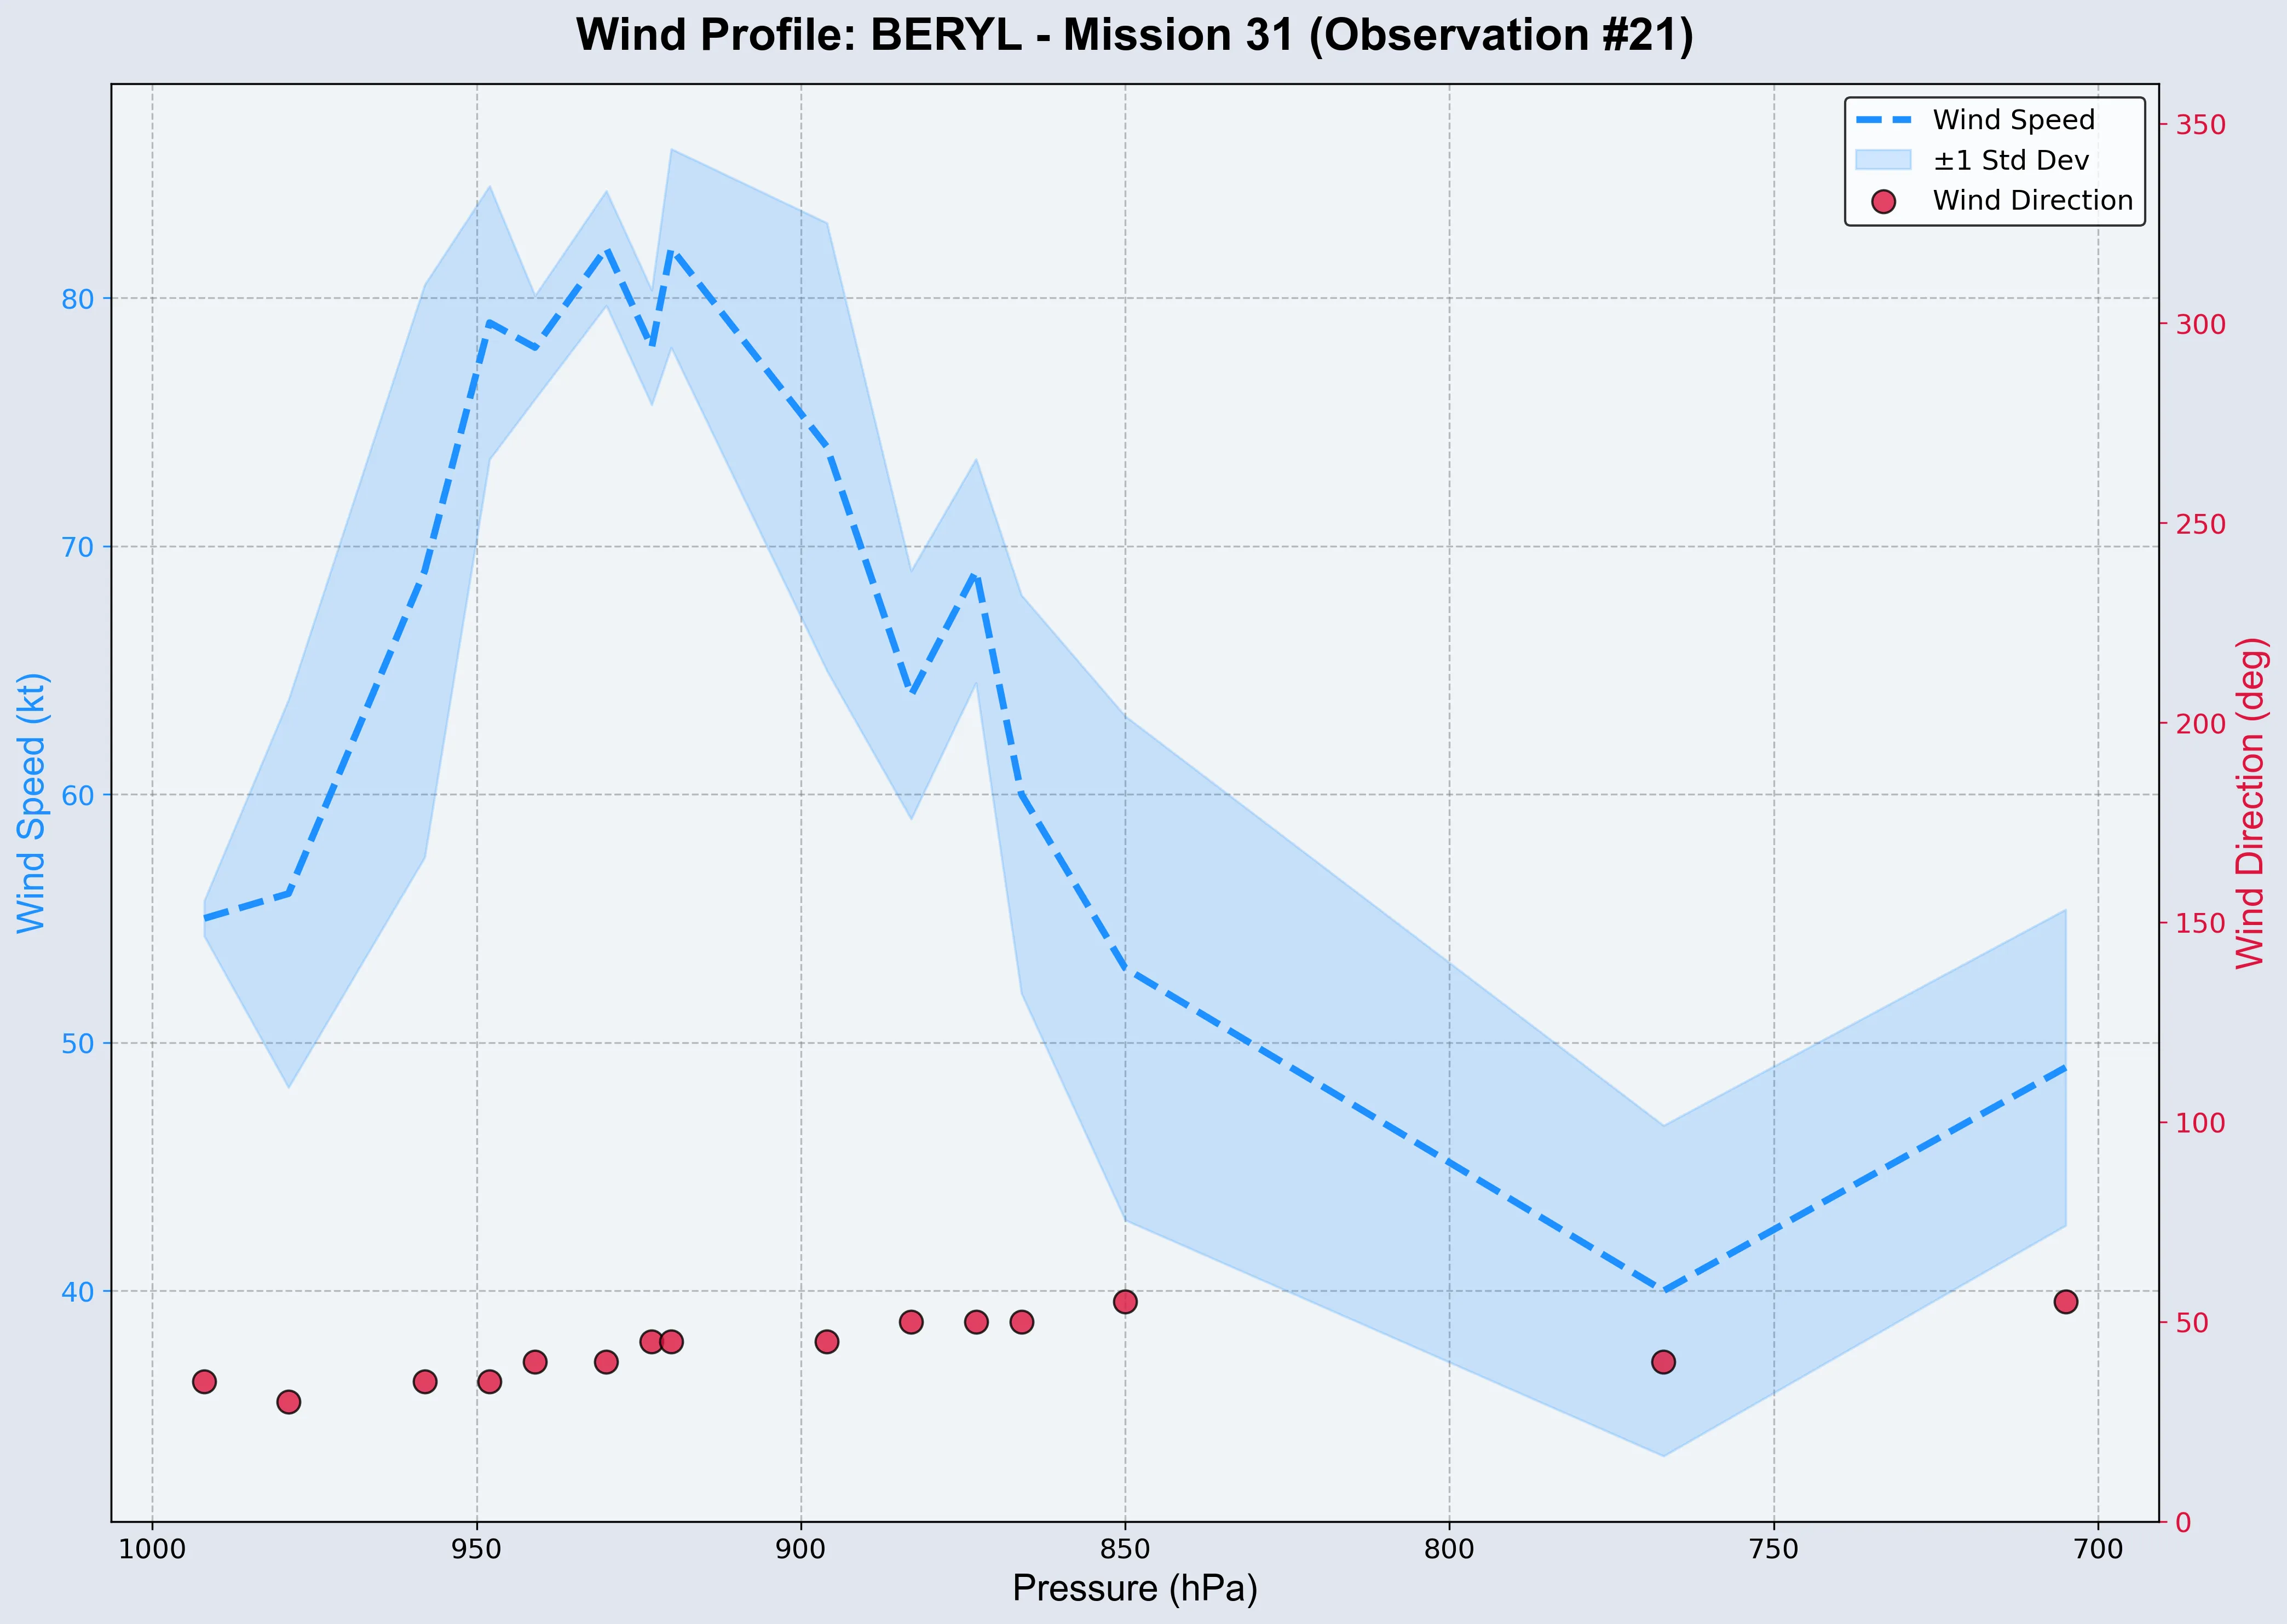 Wind Profile: BERYL - Mission 31 (Observation #21)
Wind Speed
±1 Std Dev
Wind Direction
Wind Speed (kt)
80
70
60
50
40
350
300
250
200
150
100
50
0
Wind Direction (deg)
1000
950
900
850
800
750
700
Pressure (hPa)